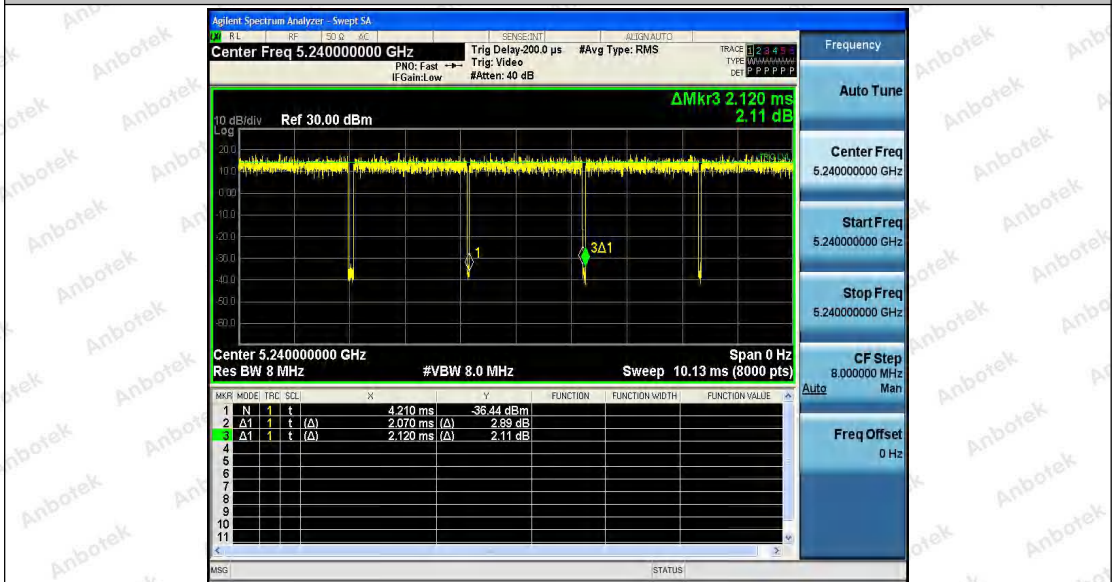 Agilent Spectrum Analyzer - Swept SA
RL RF 50 Ω AC SENSE:INT ALIGNAUTO
Center Freq 5.240000000 GHz
PNO: Fast
IFGain:Low
Trig Delay-200.0 µs
Trig: Video
#Atten: 40 dB
#Avg Type: RMS
TRACE 1 2 3 4 5 6
TYPE
DET P P P P P P
ΔMkr3 2.120 ms
2.11 dB
10 dB/div Ref 30.00 dBm
Log
20.0
10.0
0.00
-10.0
-20.0
-30.0
-40.0
-50.0
-60.0
1
3Δ1
Center 5.240000000 GHz Span 0 Hz
Res BW 8 MHz #VBW 8.0 MHz Sweep 10.13 ms (8000 pts)
MKR MODE TRC SCL X Y FUNCTION FUNCTION WIDTH FUNCTION VALUE
1 N 1 t 4.210 ms -36.44 dBm
2 Δ1 1 t (Δ) 2.070 ms (Δ) 2.89 dB
3 Δ1 1 t (Δ) 2.120 ms (Δ) 2.11 dB
4
5
6
7
8
9
10
11
MSG STATUS
Frequency
Auto Tune
Center Freq
5.240000000 GHz
Start Freq
5.240000000 GHz
Stop Freq
5.240000000 GHz
CF Step
8.000000 MHz
Auto Man
Freq Offset
0 Hz
Anbotek